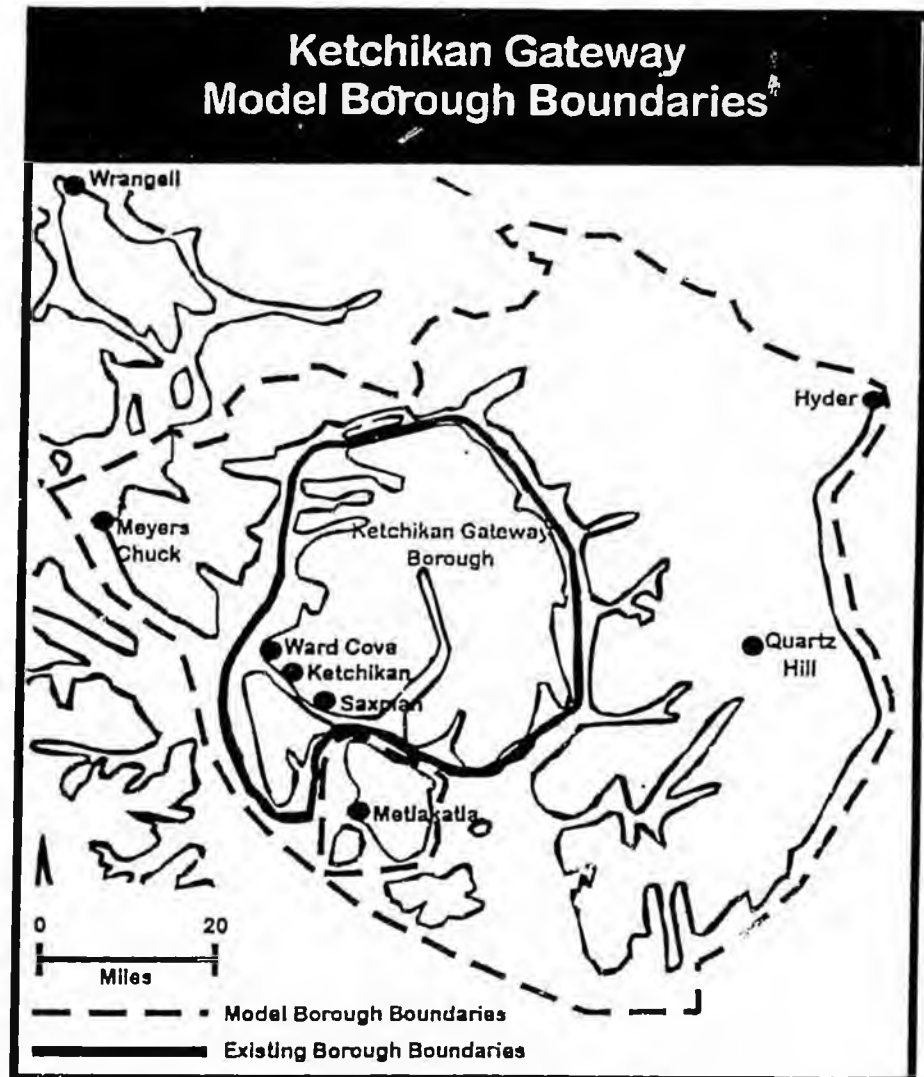 Ketchikan Gateway
Model Borough Boundaries
Wrangell
Hyder
Meyers
Chuck
Ketchikan Gateway
Borough
Ward Cove
Ketchikan
Saxman
Quartz
Hill
Metlakatla
0 20
Miles
Model Borough Boundaries
Existing Borough Boundaries